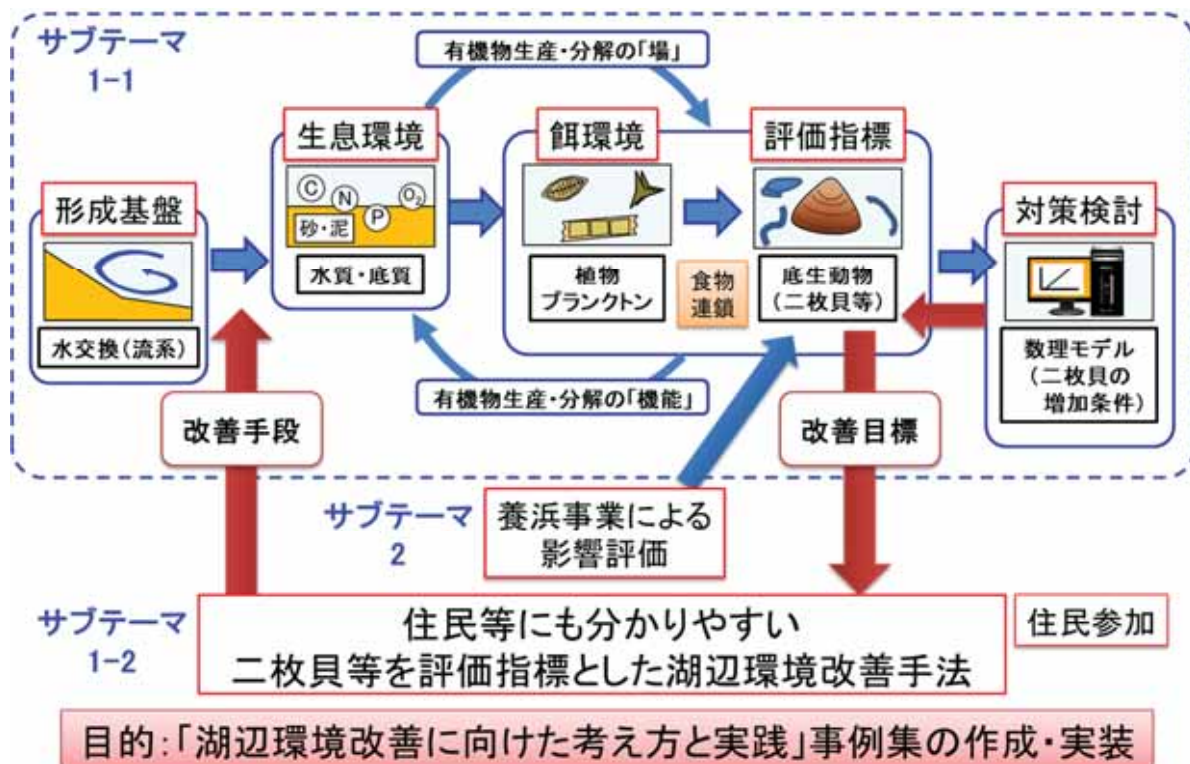 サブテーマ
1-1
有機物生産・分解の「場」
生息環境
餌環境
評価指標
形成基盤
対策検討
C
N
P
O2
砂・泥
水質・底質
植物
プランクトン
食物
連鎖
底生動物
(二枚貝等)
水交換(流系)
数理モデル
(二枚貝の
増加条件)
有機物生産・分解の「機能」
改善手段
改善目標
サブテーマ
2
養浜事業による
影響評価
サブテーマ
1-2
住民等にも分かりやすい
二枚貝等を評価指標とした湖辺環境改善手法
住民参加
目的:「湖辺環境改善に向けた考え方と実践」事例集の作成・実装